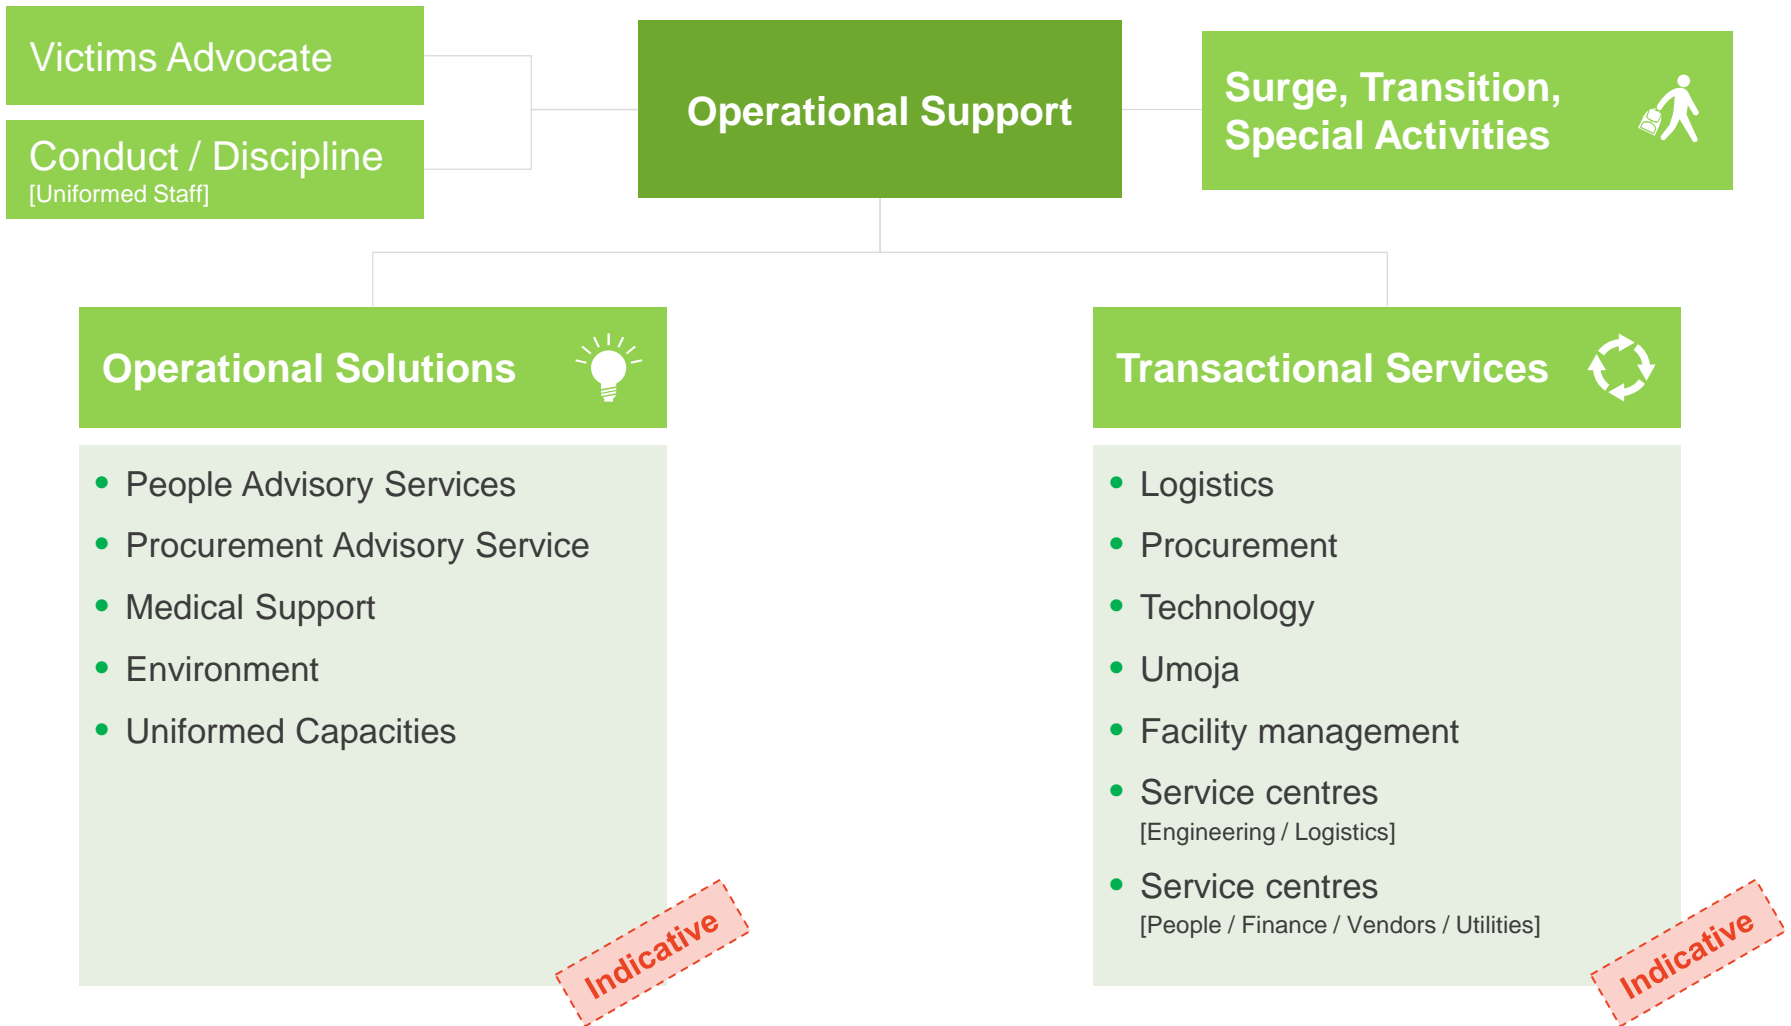 Victims Advocate
Conduct / Discipline
[Uniformed Staff]
Operational Support
Surge, Transition,
Special Activities
Operational Solutions
• People Advisory Services
• Procurement Advisory Service
• Medical Support
• Environment
• Uniformed Capacities
Indicative
Transactional Services
• Logistics
• Procurement
• Technology
• Umoja
• Facility management
• Service centres
[Engineering / Logistics]
• Service centres
[People / Finance / Vendors / Utilities]
Indicative